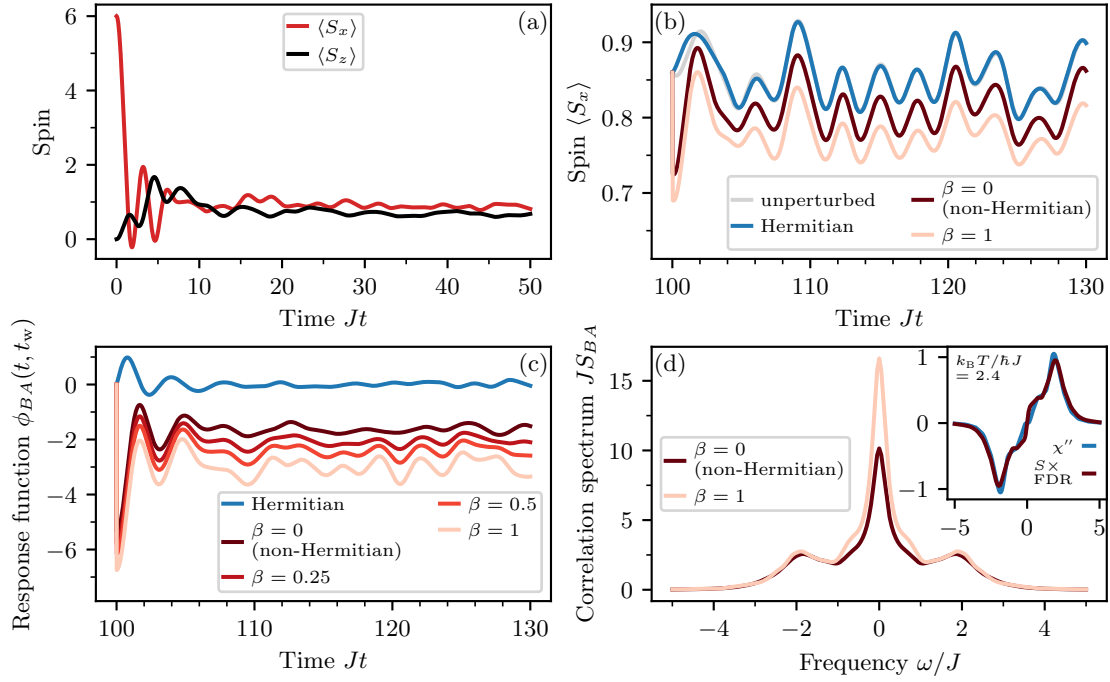 (a)
⟨S_x⟩
⟨S_z⟩
Spin
6
4
2
0
0 10 20 30 40 50
Time Jt
(b)
Spin ⟨S_x⟩
0.9
0.8
0.7
unperturbed
Hermitian
β = 0
(non-Hermitian)
β = 1
100 110 120 130
Time Jt
(c)
Response function ϕ_BA(t, t_w)
0
−2
−4
−6
Hermitian
β = 0
(non-Hermitian)
β = 0.25
β = 0.5
β = 1
100 110 120 130
Time Jt
(d)
Correlation spectrum JS_BA
15
10
5
0
β = 0
(non-Hermitian)
β = 1
−4 −2 0 2 4
Frequency ω/J
k_BT/ℏJ
= 2.4
1
0
−1
χ′′
S×
FDR
−5 0 5